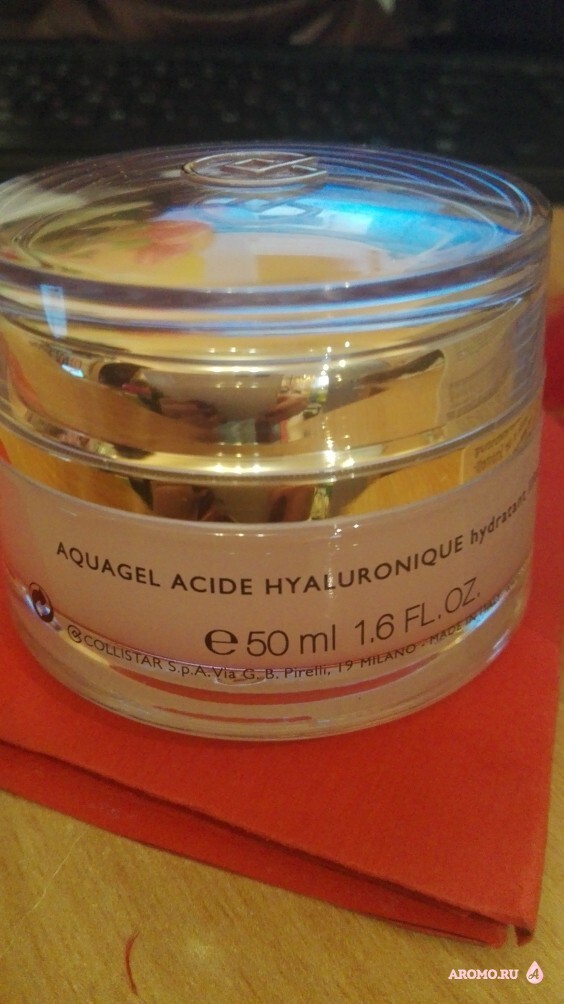 AQUAGEL ACIDE HYALURONIQUE hydratant
℮ 50 ml 1.6 FL. OZ.
COLLISTAR S.p.A. Via G. B. Pirelli, 19 MILANO - MADE IN ITALY
AROMO.RU